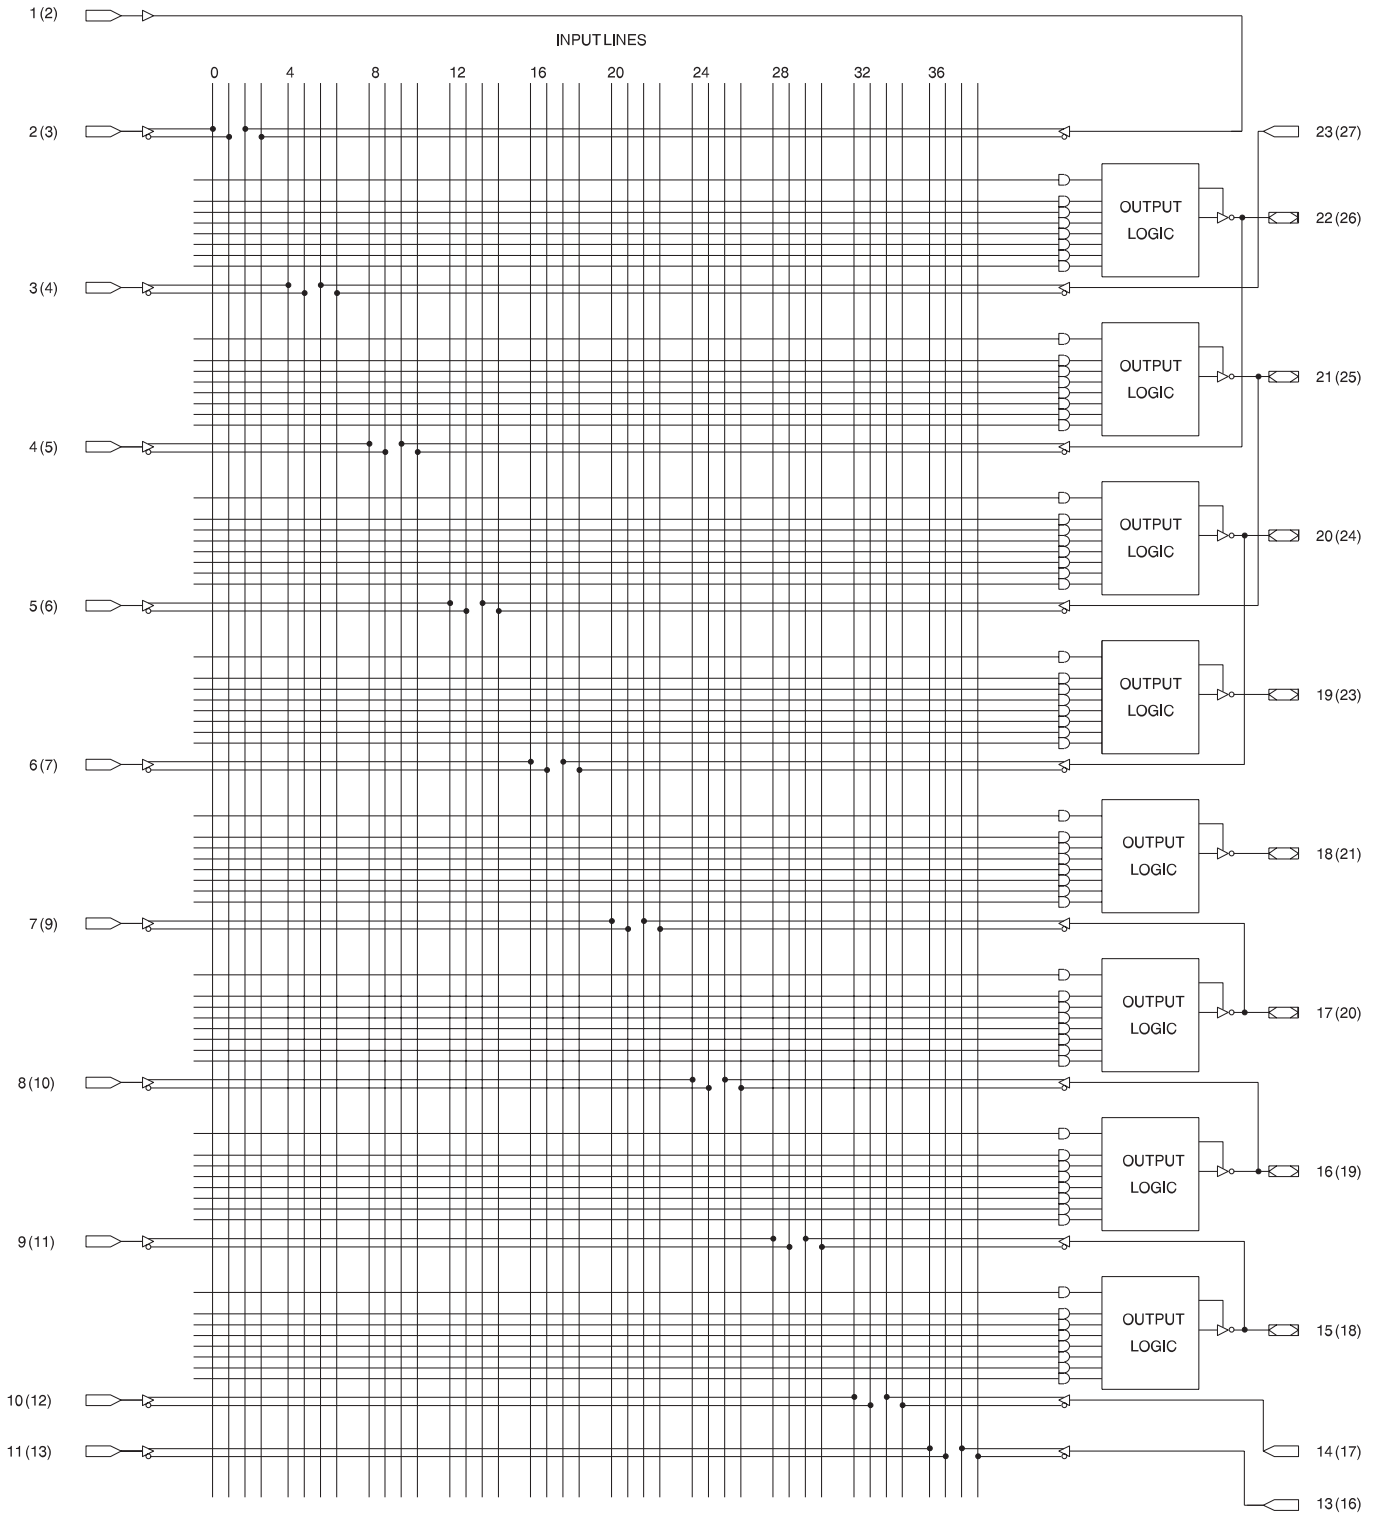 1 (2)
INPUT LINES
0 4 8 12 16 20 24 28 32 36
2 (3)
23 (27)
OUTPUT
LOGIC
22 (26)
3 (4)
OUTPUT
LOGIC
21 (25)
4 (5)
OUTPUT
LOGIC
20 (24)
5 (6)
OUTPUT
LOGIC
19 (23)
6 (7)
OUTPUT
LOGIC
18 (21)
7 (9)
OUTPUT
LOGIC
17 (20)
8 (10)
OUTPUT
LOGIC
16 (19)
9 (11)
OUTPUT
LOGIC
15 (18)
10 (12)
11 (13)
14 (17)
13 (16)